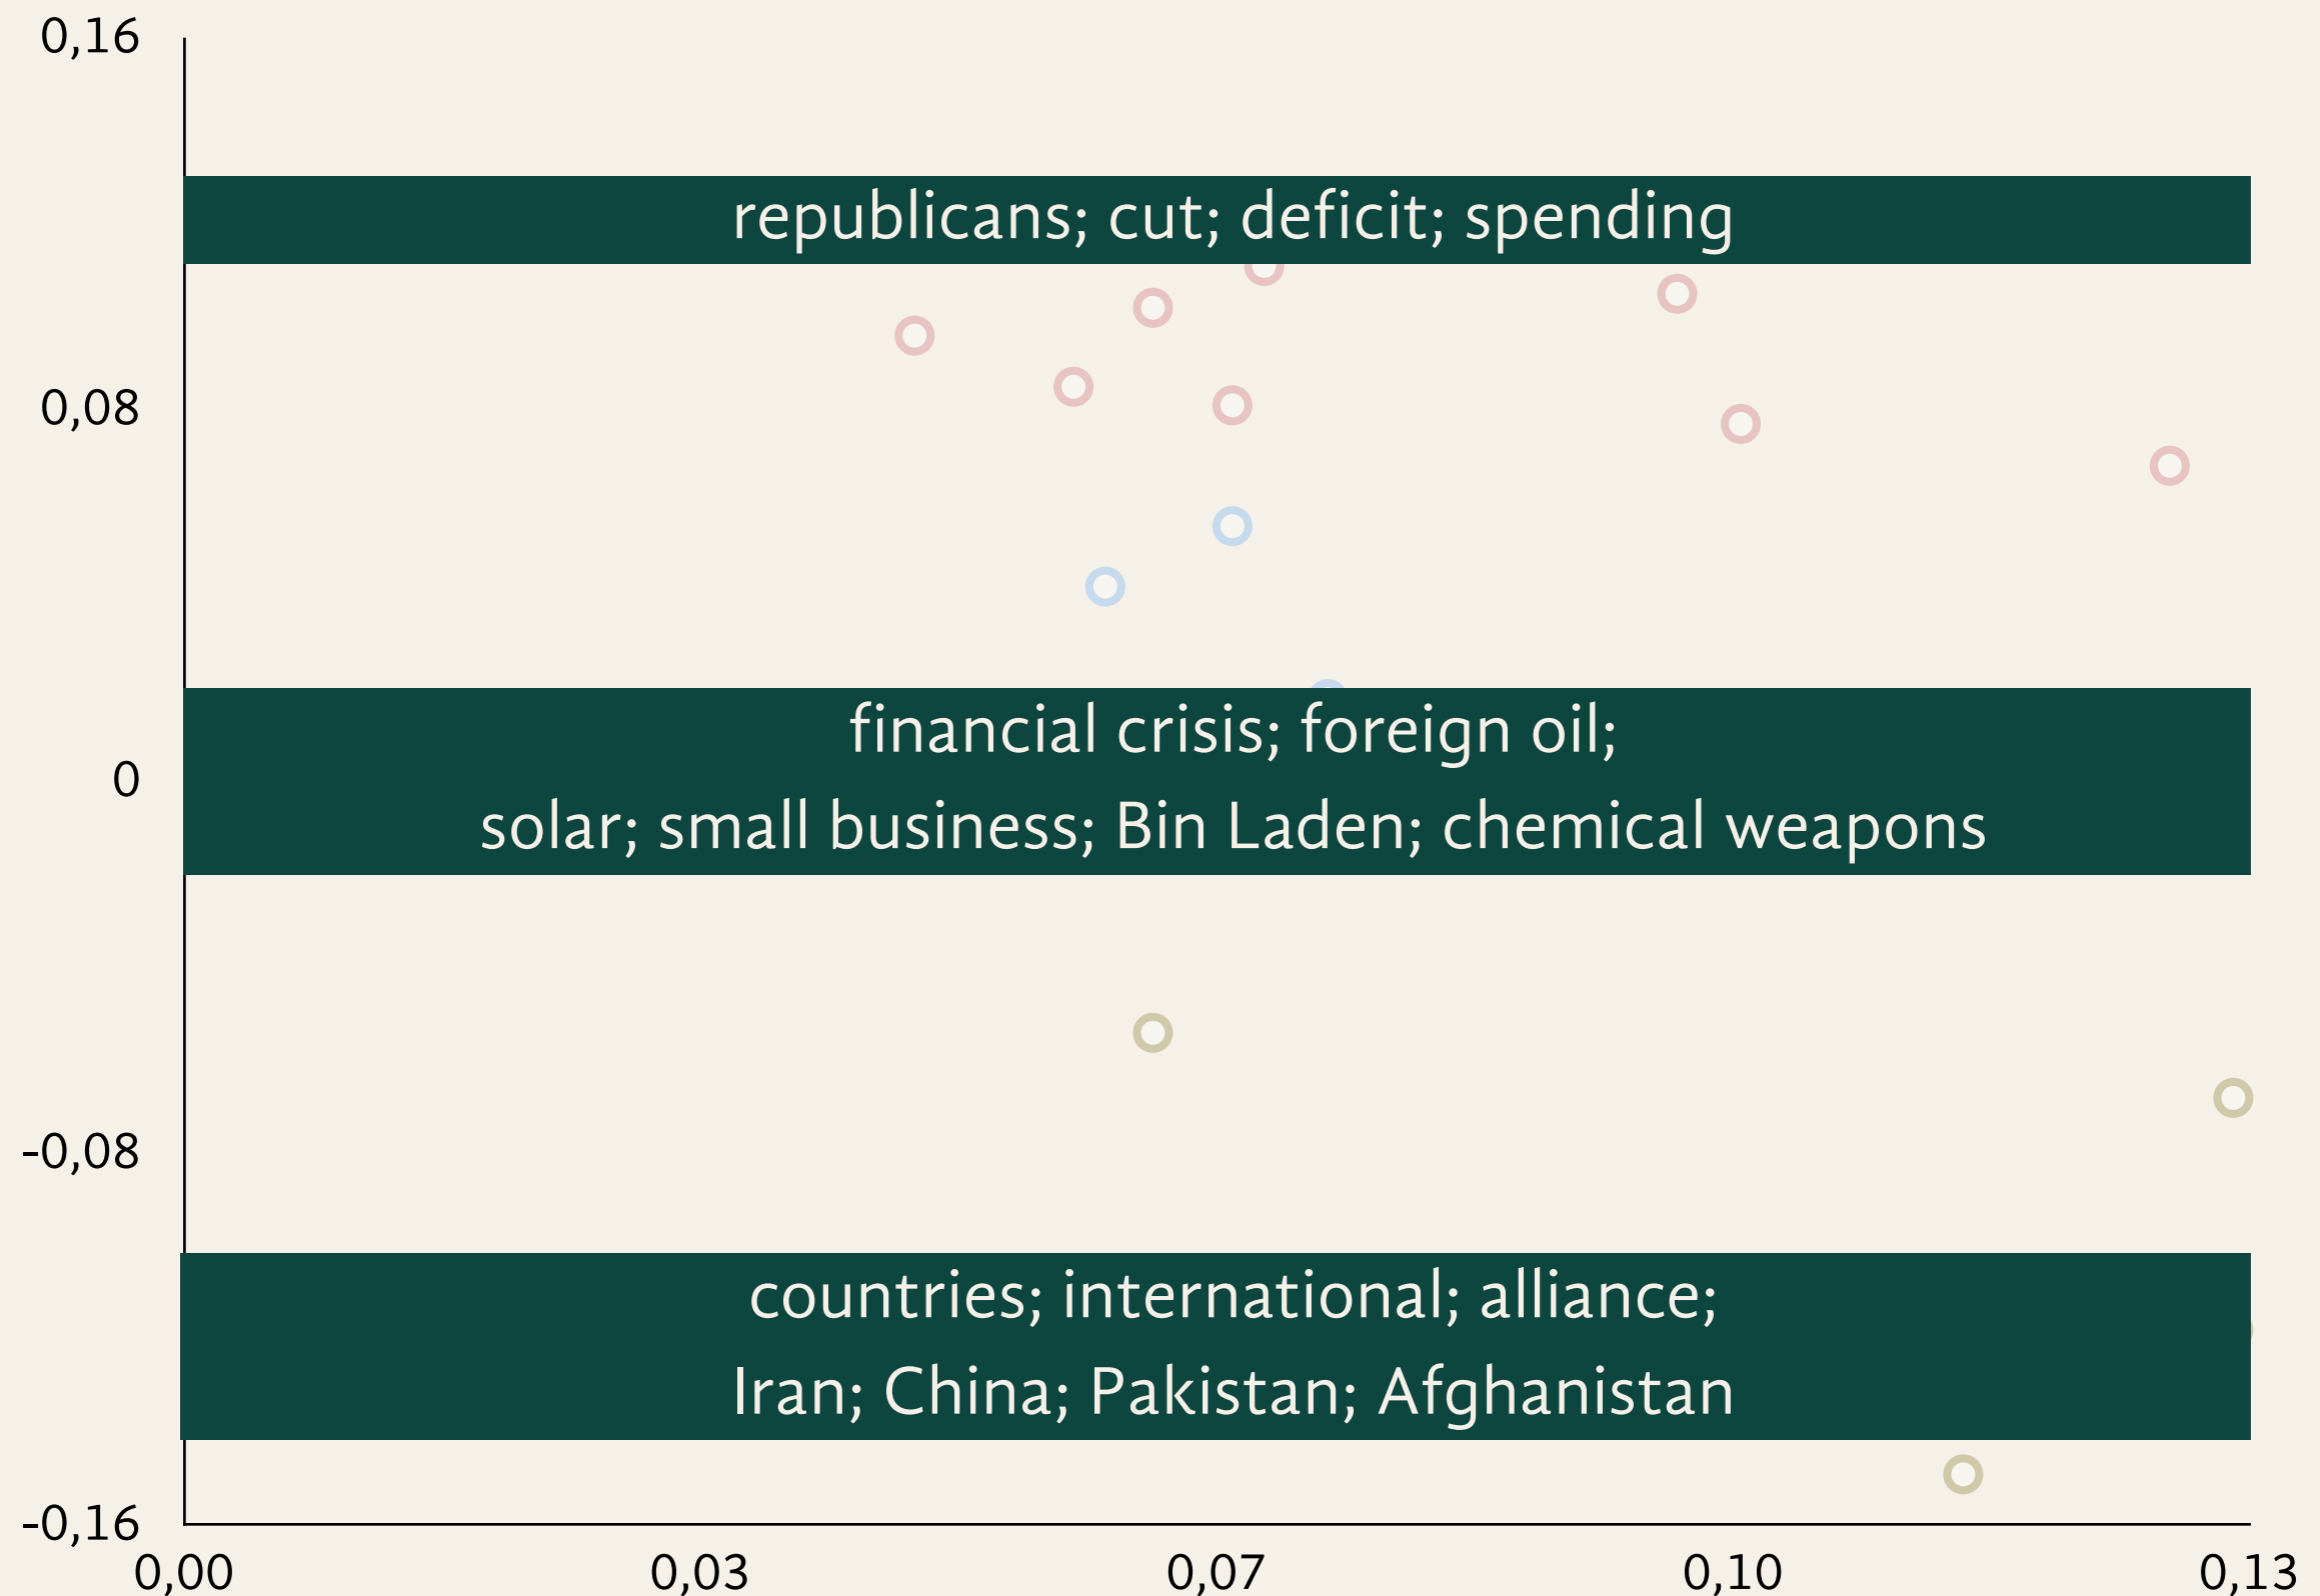 0,16
republicans; cut; deficit; spending
0,08
financial crisis; foreign oil;
0
solar; small business; Bin Laden; chemical weapons
-0,08
countries; international; alliance;
Iran; China; Pakistan; Afghanistan
-0,16
0,00 0,03 0,07 0,10 0,13